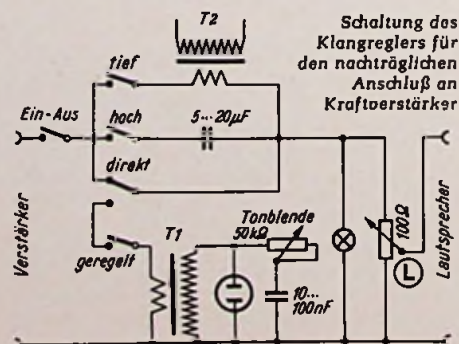 T2
Schaltung des
Klangreglers für
den nachträglichen
Anschluß an
Kraftverstärker
tief
Ein-Aus
hoch
5...20µF
direkt
geregelt
T1
Tonblende
50kΩ
10...
100nF
100Ω
L
Verstärker
Lautsprecher